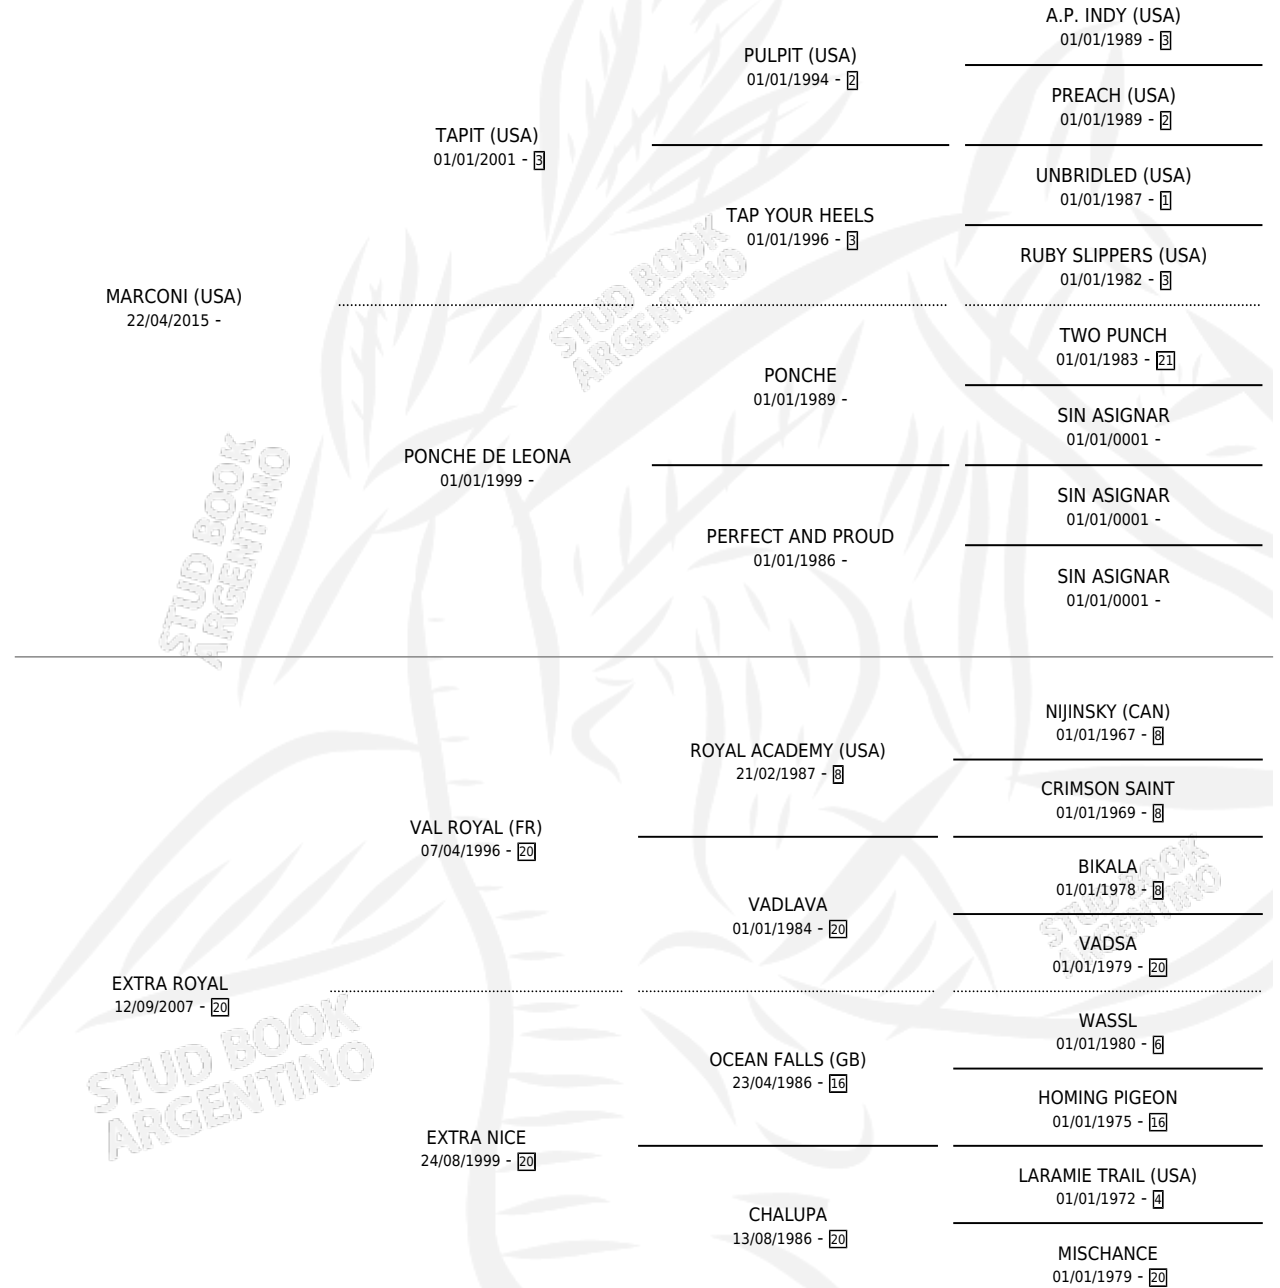 MARCONI (USA)
22/04/2015 -
TAPIT (USA)
01/01/2001 - 3
PONCHE DE LEONA
01/01/1999 -
PULPIT (USA)
01/01/1994 - 2
TAP YOUR HEELS
01/01/1996 - 3
PONCHE
01/01/1989 -
PERFECT AND PROUD
01/01/1986 -
A.P. INDY (USA)
01/01/1989 - 3
PREACH (USA)
01/01/1989 - 2
UNBRIDLED (USA)
01/01/1987 - 1
RUBY SLIPPERS (USA)
01/01/1982 - 3
TWO PUNCH
01/01/1983 - 21
SIN ASIGNAR
01/01/0001 -
SIN ASIGNAR
01/01/0001 -
SIN ASIGNAR
01/01/0001 -
STUD BOOK
ARGENTINO
STUD BOOK
ARGENTINO
EXTRA ROYAL
12/09/2007 - 20
VAL ROYAL (FR)
07/04/1996 - 20
EXTRA NICE
24/08/1999 - 20
ROYAL ACADEMY (USA)
21/02/1987 - 8
VADLAVA
01/01/1984 - 20
OCEAN FALLS (GB)
23/04/1986 - 16
CHALUPA
13/08/1986 - 20
NIJINSKY (CAN)
01/01/1967 - 8
CRIMSON SAINT
01/01/1969 - 8
BIKALA
01/01/1978 - 8
VADSA
01/01/1979 - 20
WASSL
01/01/1980 - 6
HOMING PIGEON
01/01/1975 - 16
LARAMIE TRAIL (USA)
01/01/1972 - 4
MISCHANCE
01/01/1979 - 20
STUD BOOK
ARGENTINO
STUD BOOK
ARGENTINO